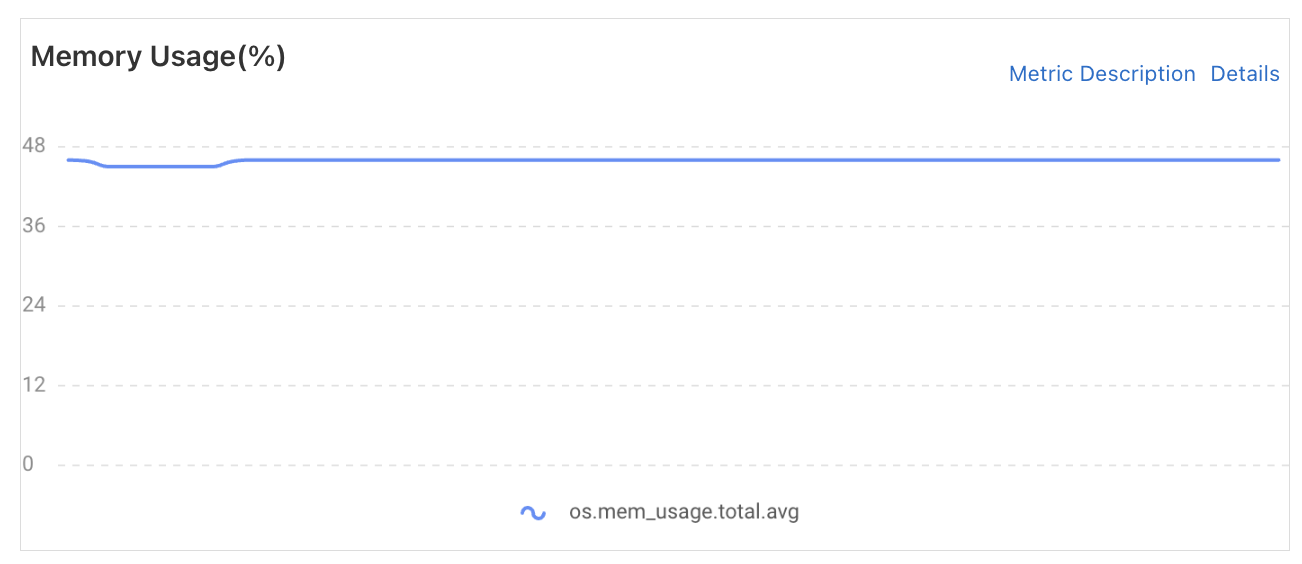 Memory Usage(%)
Metric Description Details
48
36
24
12
0
os.mem_usage.total.avg